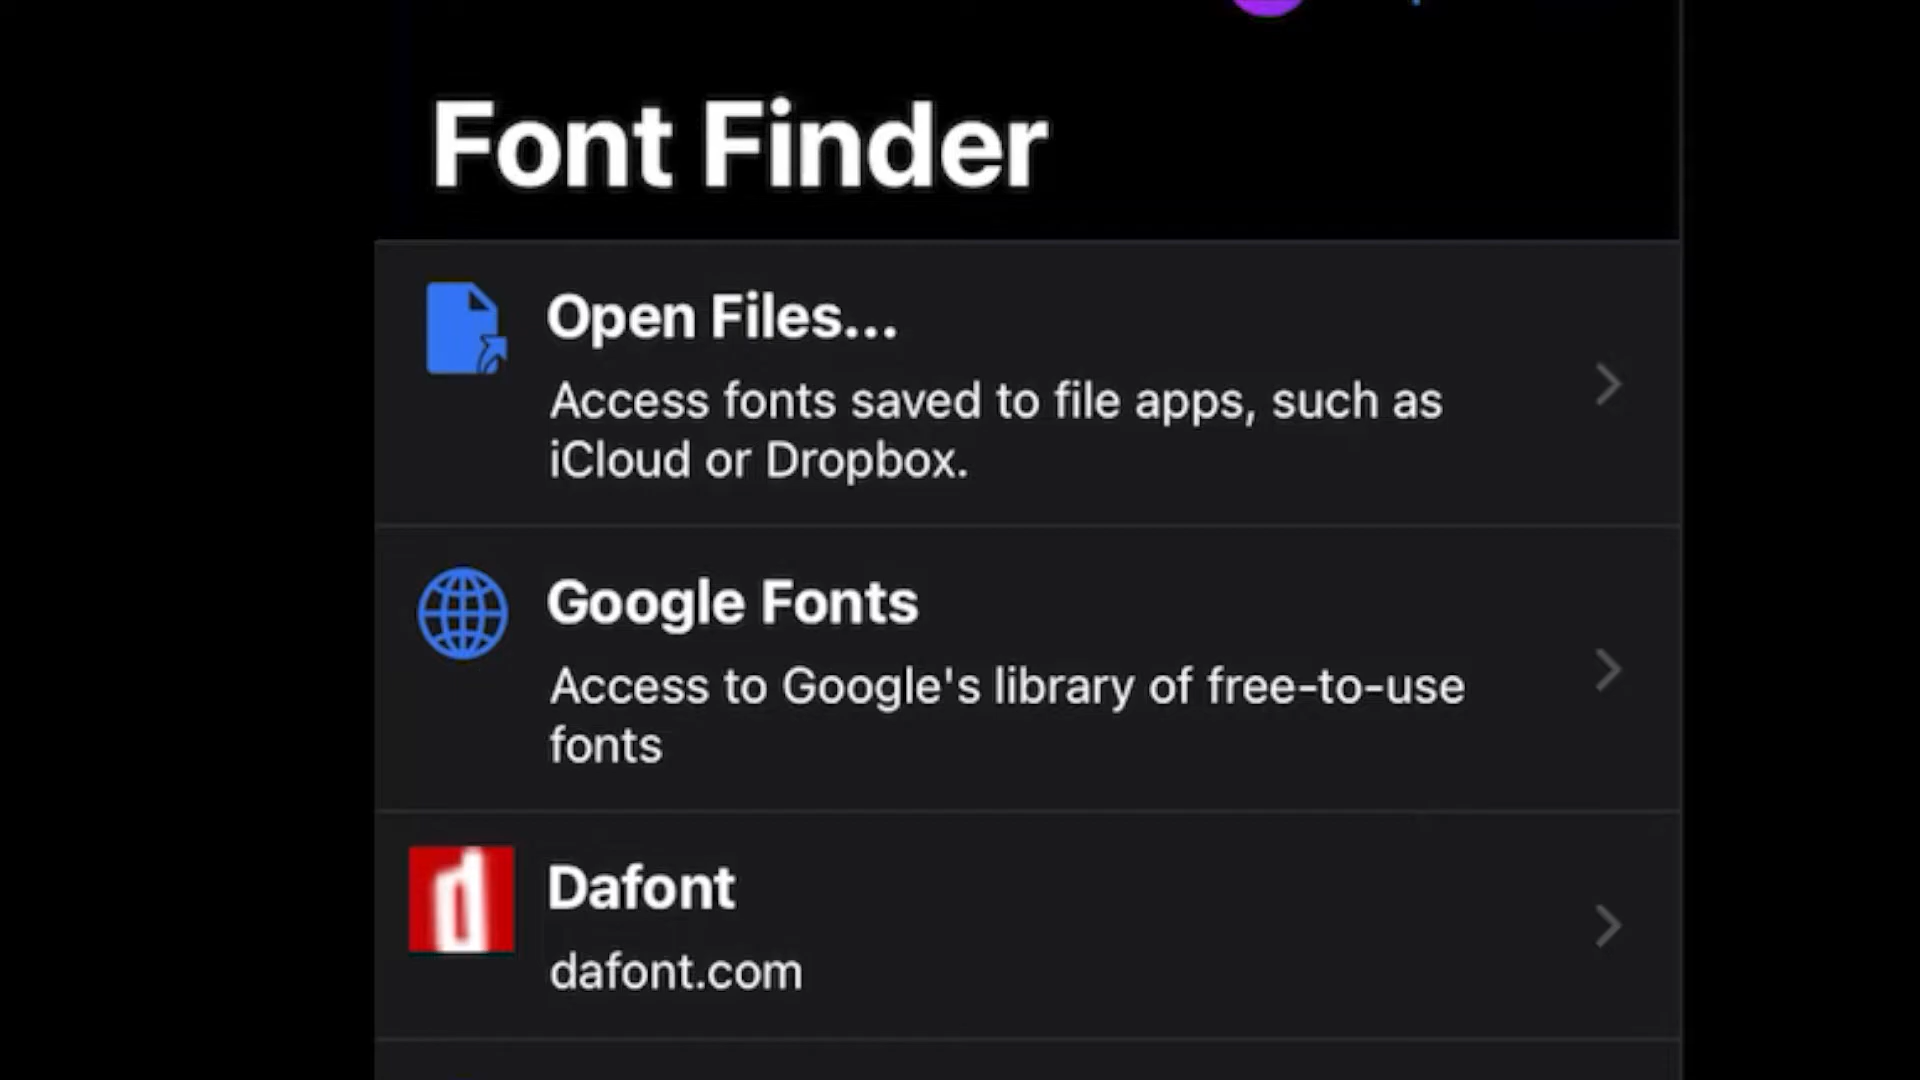 Font Finder
Open Files...
Access fonts saved to file apps, such as
iCloud or Dropbox.
Google Fonts
Access to Google's library of free-to-use
fonts
d
Dafont
dafont.com